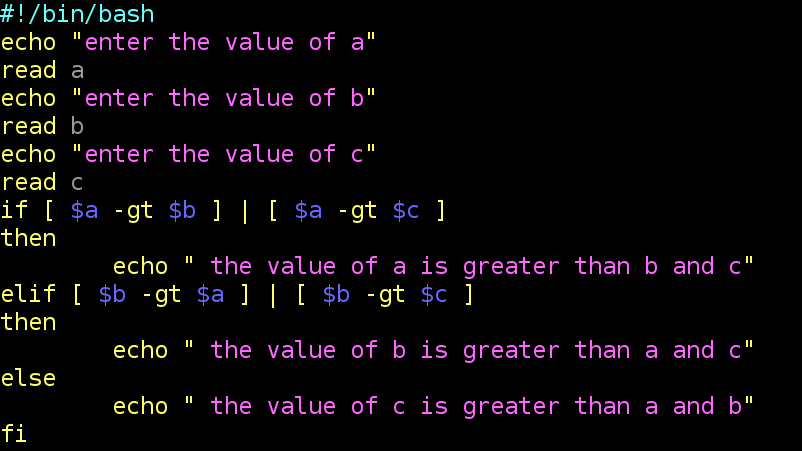 #!/bin/bash
echo "enter the value of a"
read a
echo "enter the value of b"
read b
echo "enter the value of c"
read c
if [ $a -gt $b ] | [ $a -gt $c ]
then
        echo " the value of a is greater than b and c"
elif [ $b -gt $a ] | [ $b -gt $c ]
then
        echo " the value of b is greater than a and c"
else
        echo " the value of c is greater than a and b"
fi